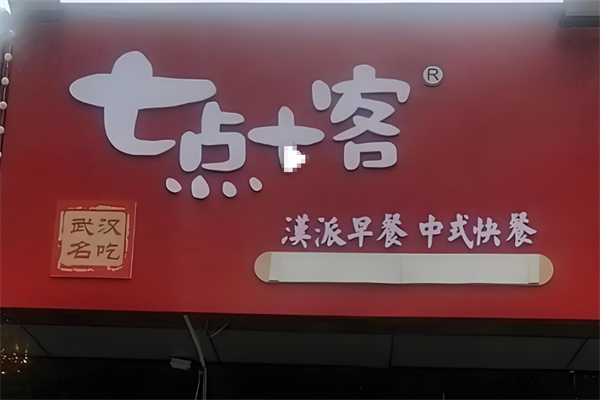 七点十客®
武汉
名吃
漢派早餐 中式快餐